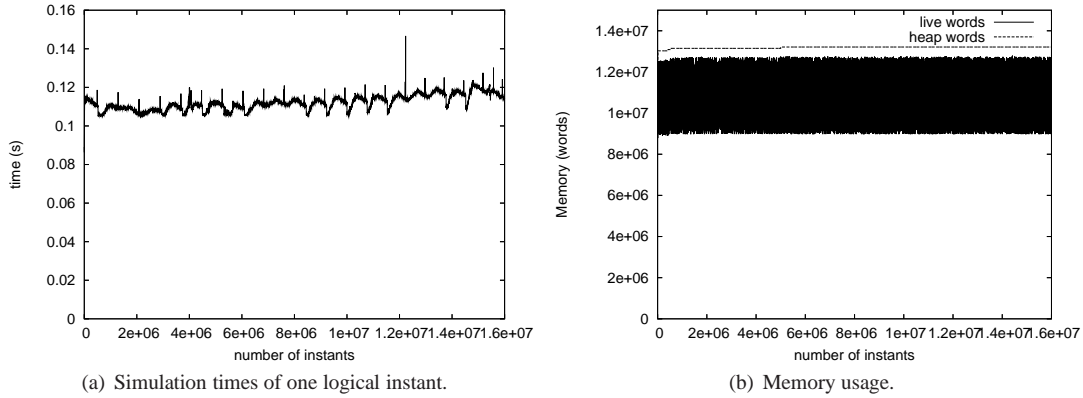 0.16
0.14
0.12
0.1
0.08
0.06
0.04
0.02
0
time (s)
0 2e+06 4e+06 6e+06 8e+06 1e+07 1.2e+07 1.4e+07 1.6e+07
number of instants
(a) Simulation times of one logical instant.
live words
heap words
1.4e+07
1.2e+07
1e+07
8e+06
6e+06
4e+06
2e+06
0
Memory (words)
0 2e+06 4e+06 6e+06 8e+06 1e+07 1.2e+07 1.4e+07 1.6e+07
number of instants
(b) Memory usage.